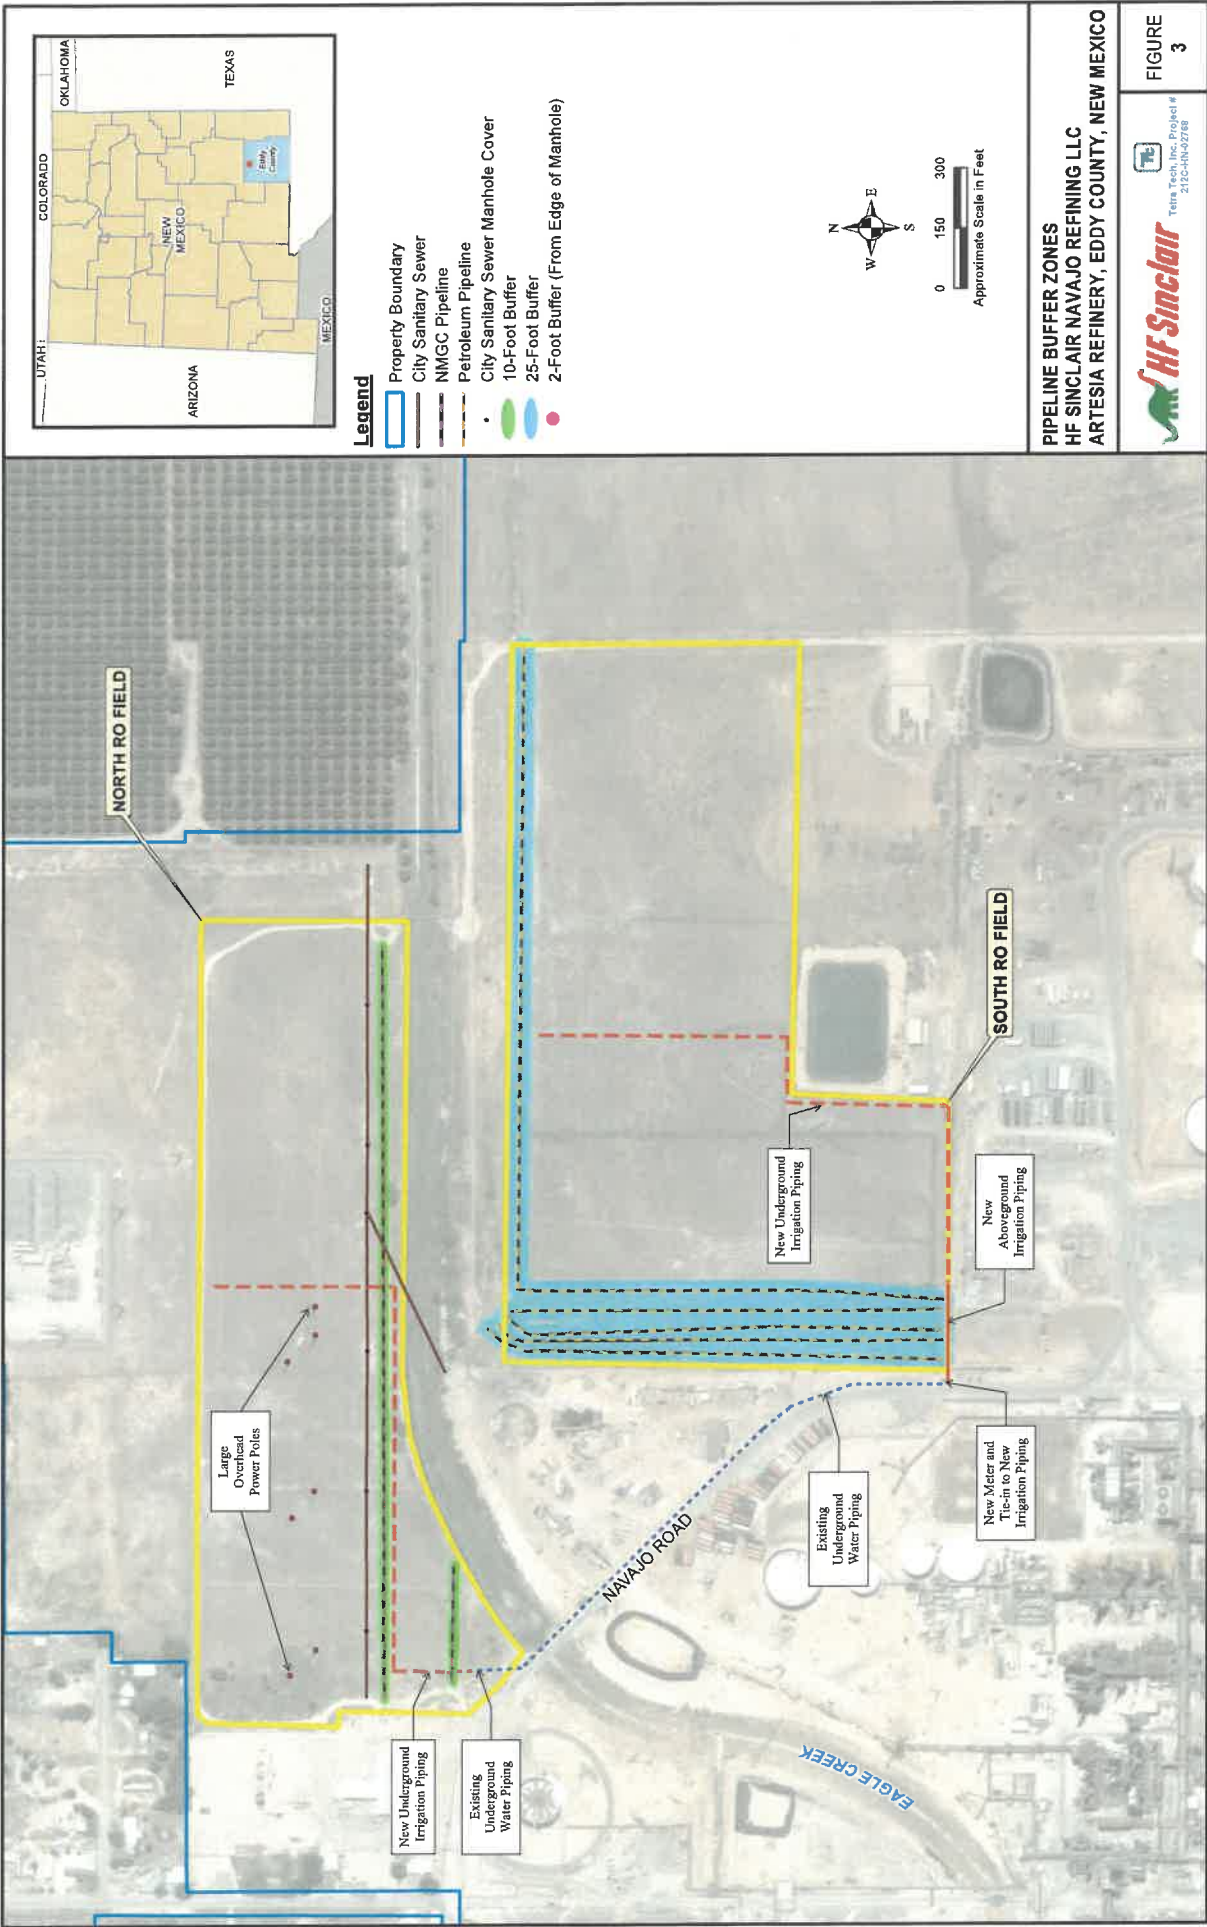 NORTH RO FIELD
Large
Overhead
Power Poles
New Underground
Irrigation Piping
Existing
Underground
Water Piping
NAVAJO ROAD
EAGLE CREEK
New Underground
Irrigation Piping
Existing
Underground
Water Piping
SOUTH RO FIELD
New
Aboveground
Irrigation Piping
New Meter and
Tie-in to New
Irrigation Piping
UTAH
COLORADO
OKLAHOMA
ARIZONA
NEW
MEXICO
TEXAS
Eddy
County
MEXICO
Legend
Property Boundary
City Sanitary Sewer
NMGC Pipeline
Petroleum Pipeline
City Sanitary Sewer Manhole Cover
10-Foot Buffer
25-Foot Buffer
2-Foot Buffer (From Edge of Manhole)
N
W E
S
0 150 300
Approximate Scale in Feet
PIPELINE BUFFER ZONES
HF SINCLAIR NAVAJO REFINING LLC
ARTESIA REFINERY, EDDY COUNTY, NEW MEXICO
HF Sinclair
Tt
Tetra Tech, Inc. Project #
212C-HN-02768
FIGURE
3